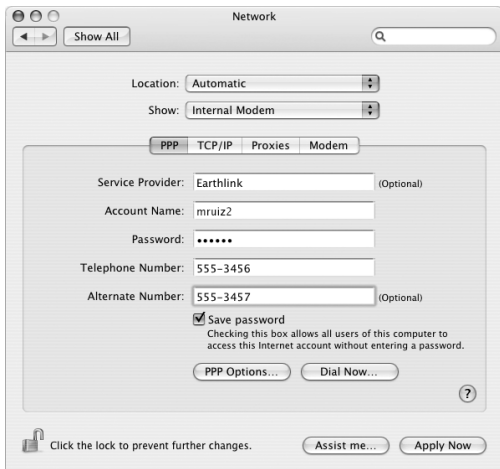 Network
Show All
Location: Automatic
Show: Internal Modem
PPP TCP/IP Proxies Modem
Service Provider: Earthlink (Optional)
Account Name: mruiz2
Password: ••••••
Telephone Number: 555-3456
Alternate Number: 555-3457 (Optional)
Save password
Checking this box allows all users of this computer to
access this Internet account without entering a password.
PPP Options... Dial Now...
?
Click the lock to prevent further changes. Assist me... Apply Now